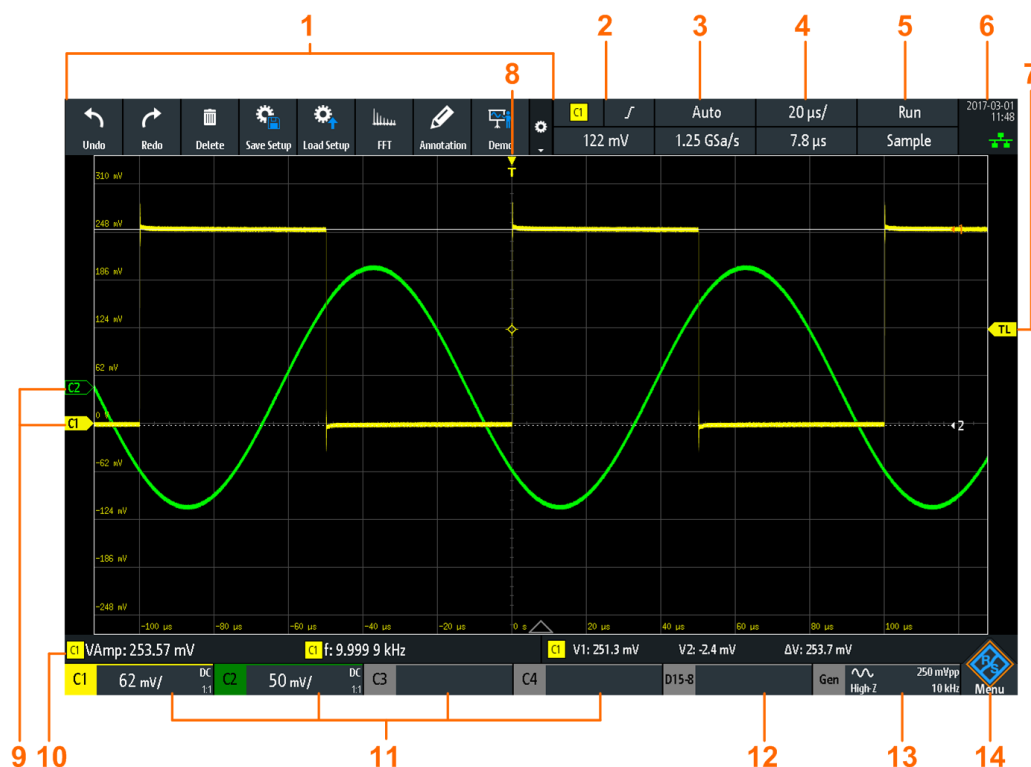 1 2 3 4 5 6 7
8
Undo Redo Delete Save Setup Load Setup FFT Annotation Demo
C1 Auto 20 µs/ Run 2017-03-01
11:48
122 mV 1.25 GSa/s 7.8 µs Sample
T
310 mV
248 mV
1
186 mV
124 mV
TL
62 mV
C2
0 V
C1
2
-62 mV
-124 mV
-186 mV
-248 mV
-100 µs -80 µs -60 µs -40 µs -20 µs 0 s 20 µs 40 µs 60 µs 80 µs 100 µs
C1 VAmp: 253.57 mV C1 f: 9.999 9 kHz C1 V1: 251.3 mV V2: -2.4 mV ΔV: 253.7 mV
C1 62 mV/ DC 1:1 C2 50 mV/ DC 1:1 C3 C4 D15-8 Gen High-Z 250 mVpp 10 kHz
R&S
Menu
9 10 11 12 13 14